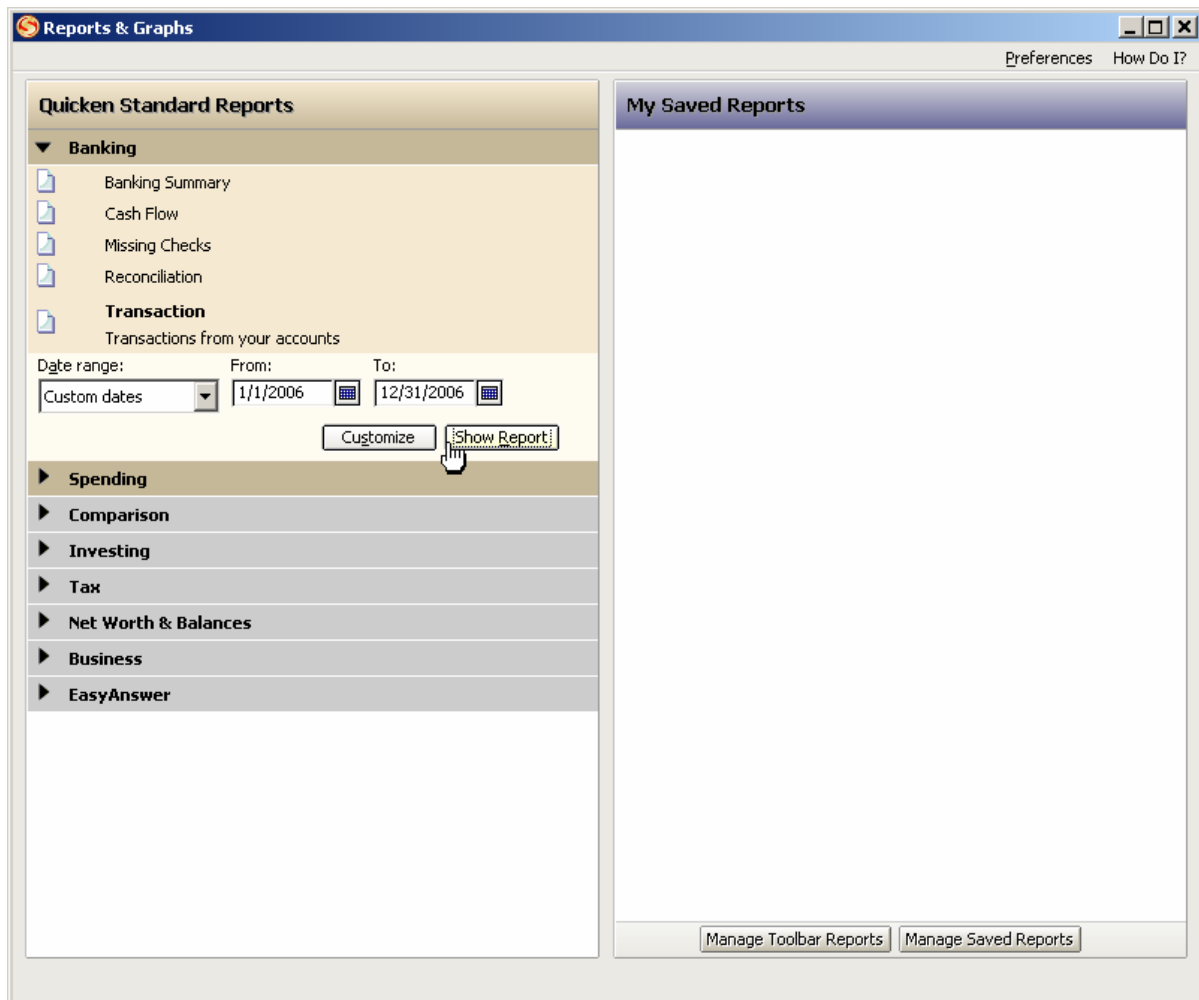 Reports & Graphs
Preferences How Do I?
Quicken Standard Reports
Banking
Banking Summary
Cash Flow
Missing Checks
Reconciliation
Transaction
Transactions from your accounts
Date range: From: To:
Custom dates 1/1/2006 12/31/2006
Customize Show Report
Spending
Comparison
Investing
Tax
Net Worth & Balances
Business
EasyAnswer
My Saved Reports
Manage Toolbar Reports Manage Saved Reports